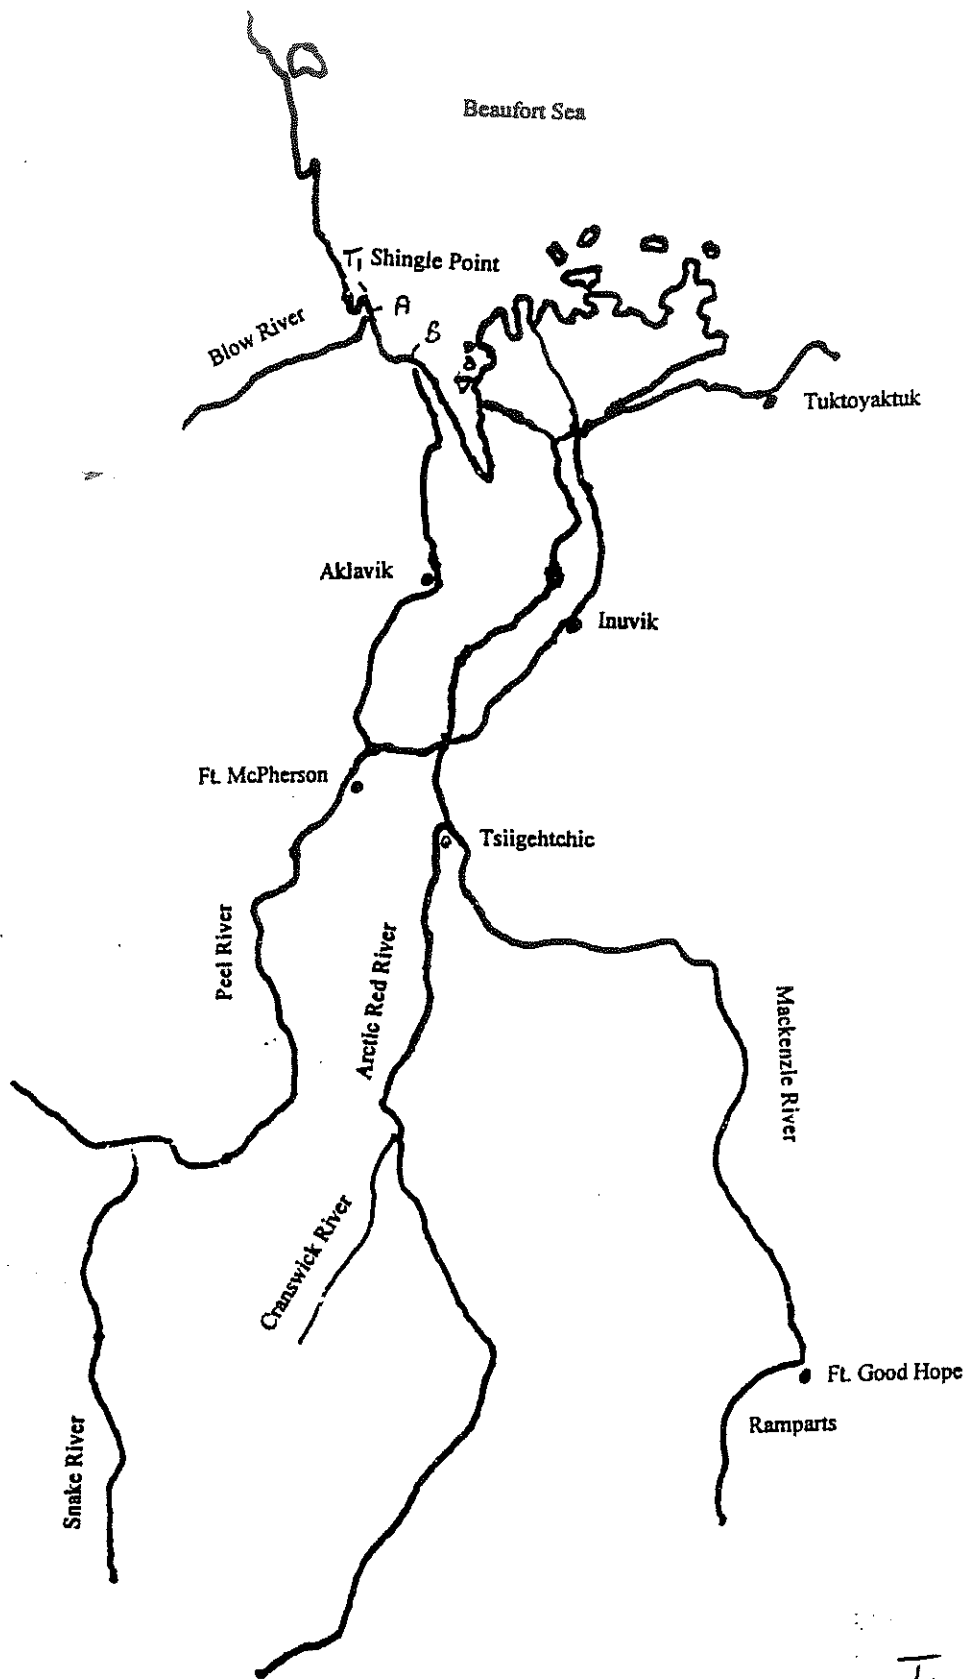 Beaufort Sea
T1 Shingle Point
A
Blow River
B
Tuktoyaktuk
Aklavik
Inuvik
Ft. McPherson
Tsiigehtchic
Peel River
Arctic Red River
Mackenzie River
Cranswick River
Ft. Good Hope
Ramparts
Snake River